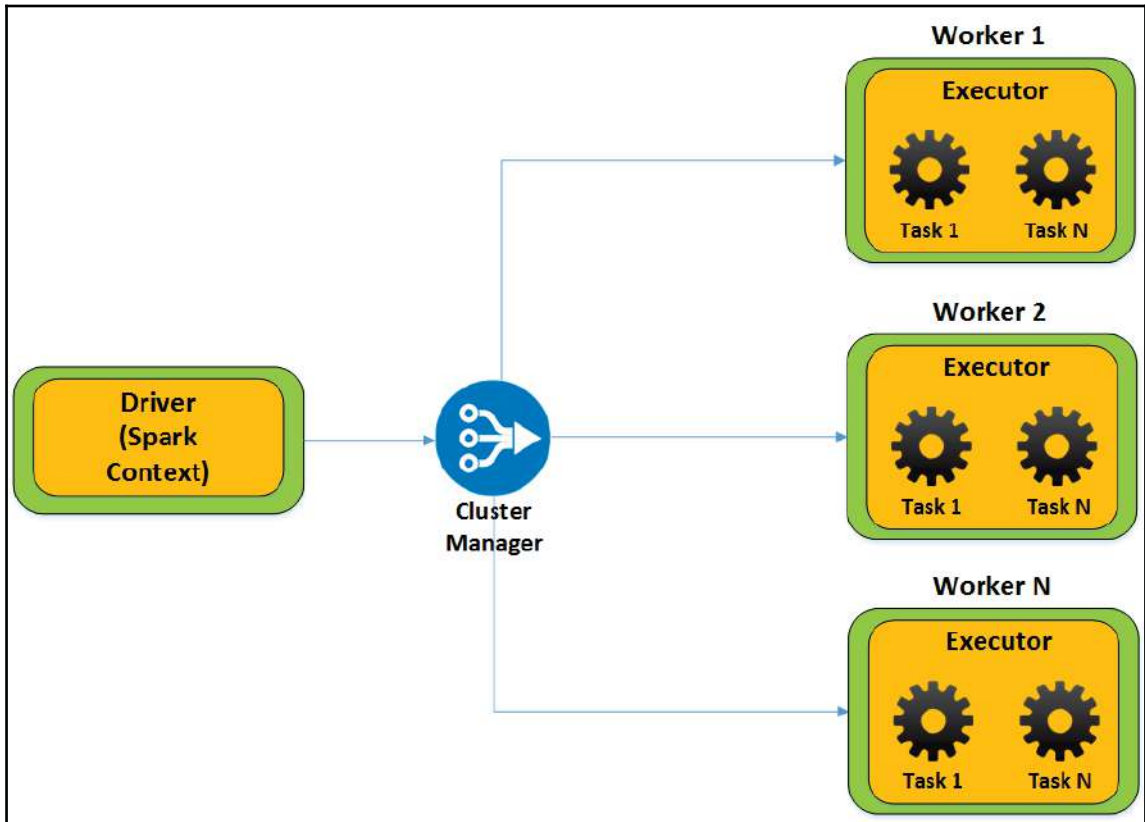 Worker 1
Executor
Task 1 Task N
Worker 2
Executor
Task 1 Task N
Driver
(Spark
Context)
Cluster
Manager
Worker N
Executor
Task 1 Task N